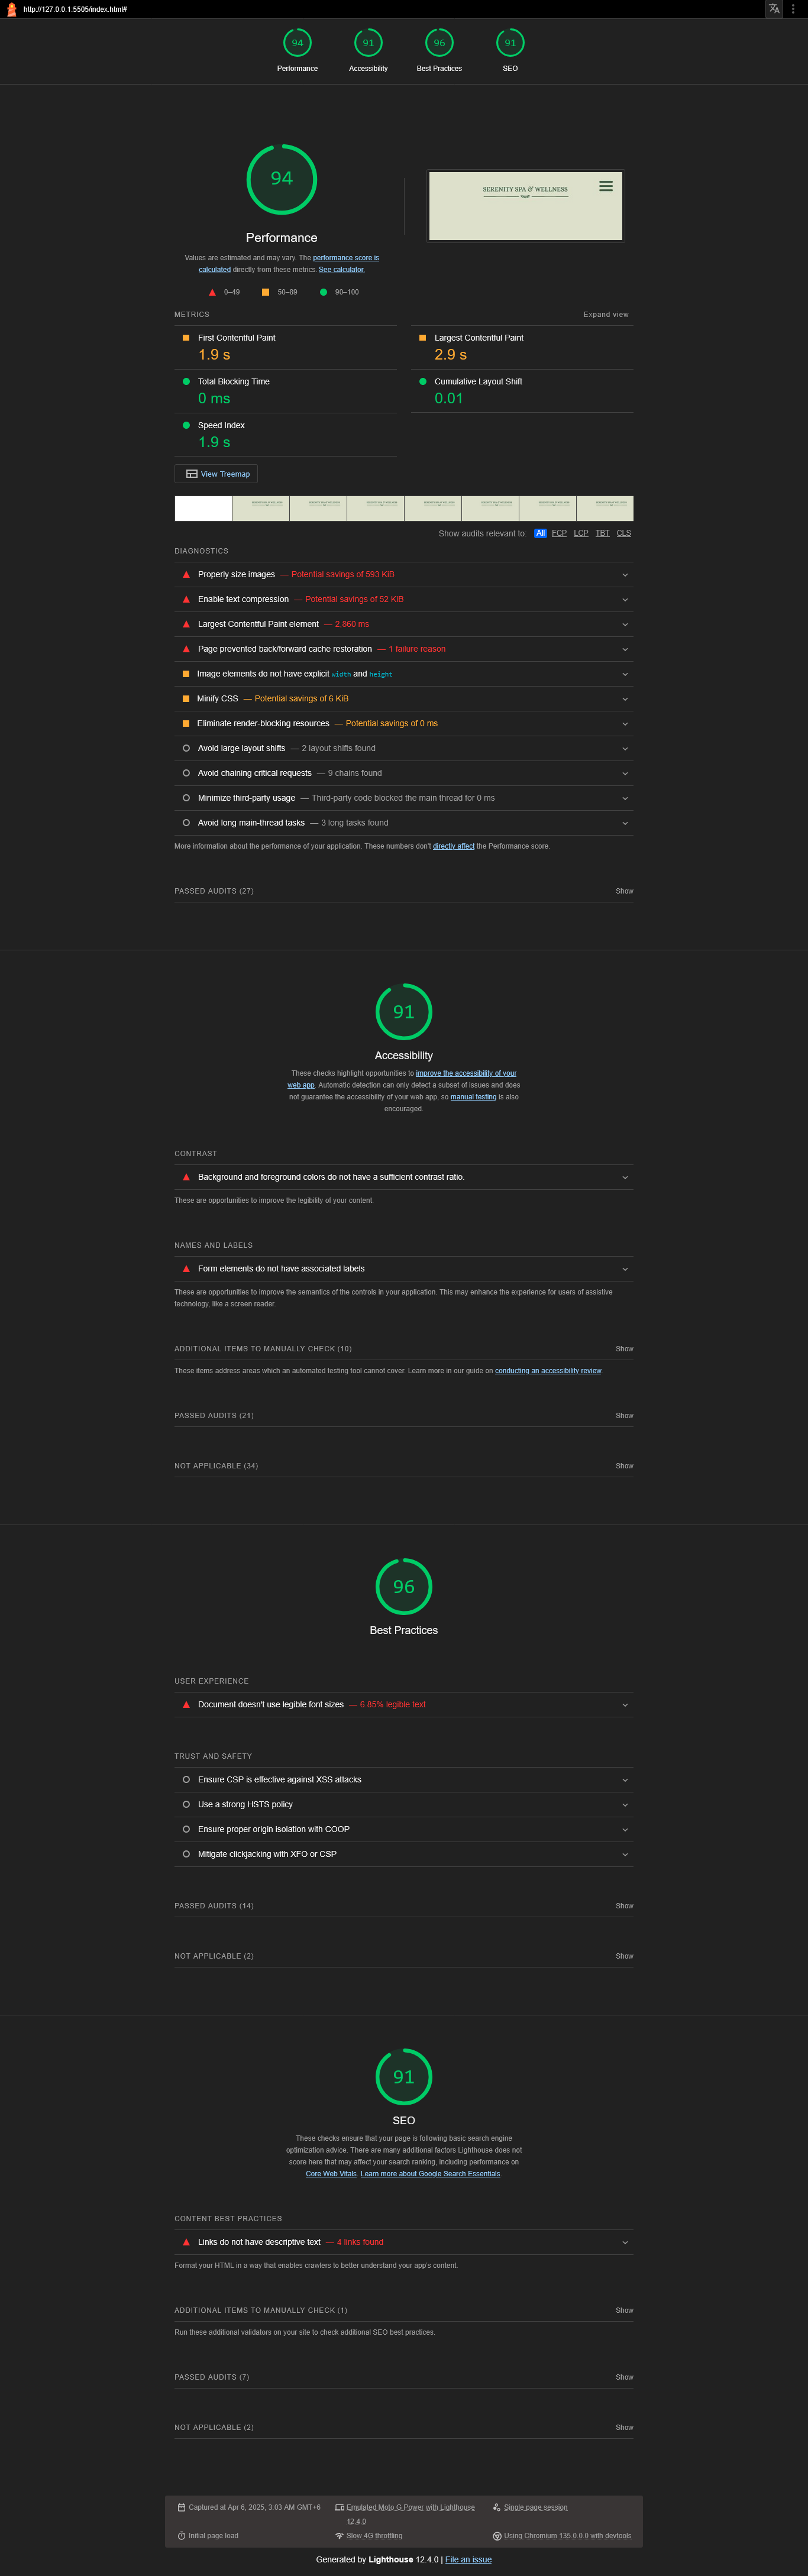 http://127.0.0.1:5505/index.html#
94
91
96
91
Performance
Accessibility
Best Practices
SEO
94
Performance
Values are estimated and may vary. The performance score is
calculated directly from these metrics. See calculator.
0–49
50–89
90–100
SERENITY SPA & WELLNESS
METRICS
Expand view
First Contentful Paint
1.9 s
Largest Contentful Paint
2.9 s
Total Blocking Time
0 ms
Cumulative Layout Shift
0.01
Speed Index
1.9 s
View Treemap
SERENITY SPA & WELLNESS
SERENITY SPA & WELLNESS
SERENITY SPA & WELLNESS
SERENITY SPA & WELLNESS
SERENITY SPA & WELLNESS
SERENITY SPA & WELLNESS
SERENITY SPA & WELLNESS
Show audits relevant to: All FCP LCP TBT CLS
DIAGNOSTICS
Properly size images — Potential savings of 593 KiB
Enable text compression — Potential savings of 52 KiB
Largest Contentful Paint element — 2,860 ms
Page prevented back/forward cache restoration — 1 failure reason
Image elements do not have explicit width and height
Minify CSS — Potential savings of 6 KiB
Eliminate render-blocking resources — Potential savings of 0 ms
Avoid large layout shifts — 2 layout shifts found
Avoid chaining critical requests — 9 chains found
Minimize third-party usage — Third-party code blocked the main thread for 0 ms
Avoid long main-thread tasks — 3 long tasks found
More information about the performance of your application. These numbers don't directly affect the Performance score.
PASSED AUDITS (27)
Show
91
Accessibility
These checks highlight opportunities to improve the accessibility of your
web app. Automatic detection can only detect a subset of issues and does
not guarantee the accessibility of your web app, so manual testing is also
encouraged.
CONTRAST
Background and foreground colors do not have a sufficient contrast ratio.
These are opportunities to improve the legibility of your content.
NAMES AND LABELS
Form elements do not have associated labels
These are opportunities to improve the semantics of the controls in your application. This may enhance the experience for users of assistive
technology, like a screen reader.
ADDITIONAL ITEMS TO MANUALLY CHECK (10)
Show
These items address areas which an automated testing tool cannot cover. Learn more in our guide on conducting an accessibility review.
PASSED AUDITS (21)
Show
NOT APPLICABLE (34)
Show
96
Best Practices
USER EXPERIENCE
Document doesn't use legible font sizes — 6.85% legible text
TRUST AND SAFETY
Ensure CSP is effective against XSS attacks
Use a strong HSTS policy
Ensure proper origin isolation with COOP
Mitigate clickjacking with XFO or CSP
PASSED AUDITS (14)
Show
NOT APPLICABLE (2)
Show
91
SEO
These checks ensure that your page is following basic search engine
optimization advice. There are many additional factors Lighthouse does not
score here that may affect your search ranking, including performance on
Core Web Vitals. Learn more about Google Search Essentials.
CONTENT BEST PRACTICES
Links do not have descriptive text — 4 links found
Format your HTML in a way that enables crawlers to better understand your app's content.
ADDITIONAL ITEMS TO MANUALLY CHECK (1)
Show
Run these additional validators on your site to check additional SEO best practices.
PASSED AUDITS (7)
Show
NOT APPLICABLE (2)
Show
Captured at Apr 6, 2025, 3:03 AM GMT+6
Emulated Moto G Power with Lighthouse
12.4.0
Single page session
Initial page load
Slow 4G throttling
Using Chromium 135.0.0.0 with devtools
Generated by Lighthouse 12.4.0 | File an issue